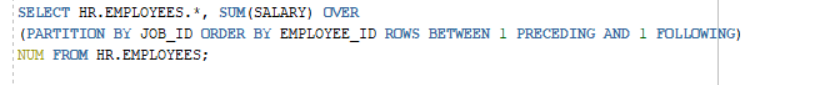 SELECT HR.EMPLOYEES.*, SUM(SALARY) OVER
(PARTITION BY JOB_ID ORDER BY EMPLOYEE_ID ROWS BETWEEN 1 PRECEDING AND 1 FOLLOWING)
NUM FROM HR.EMPLOYEES;